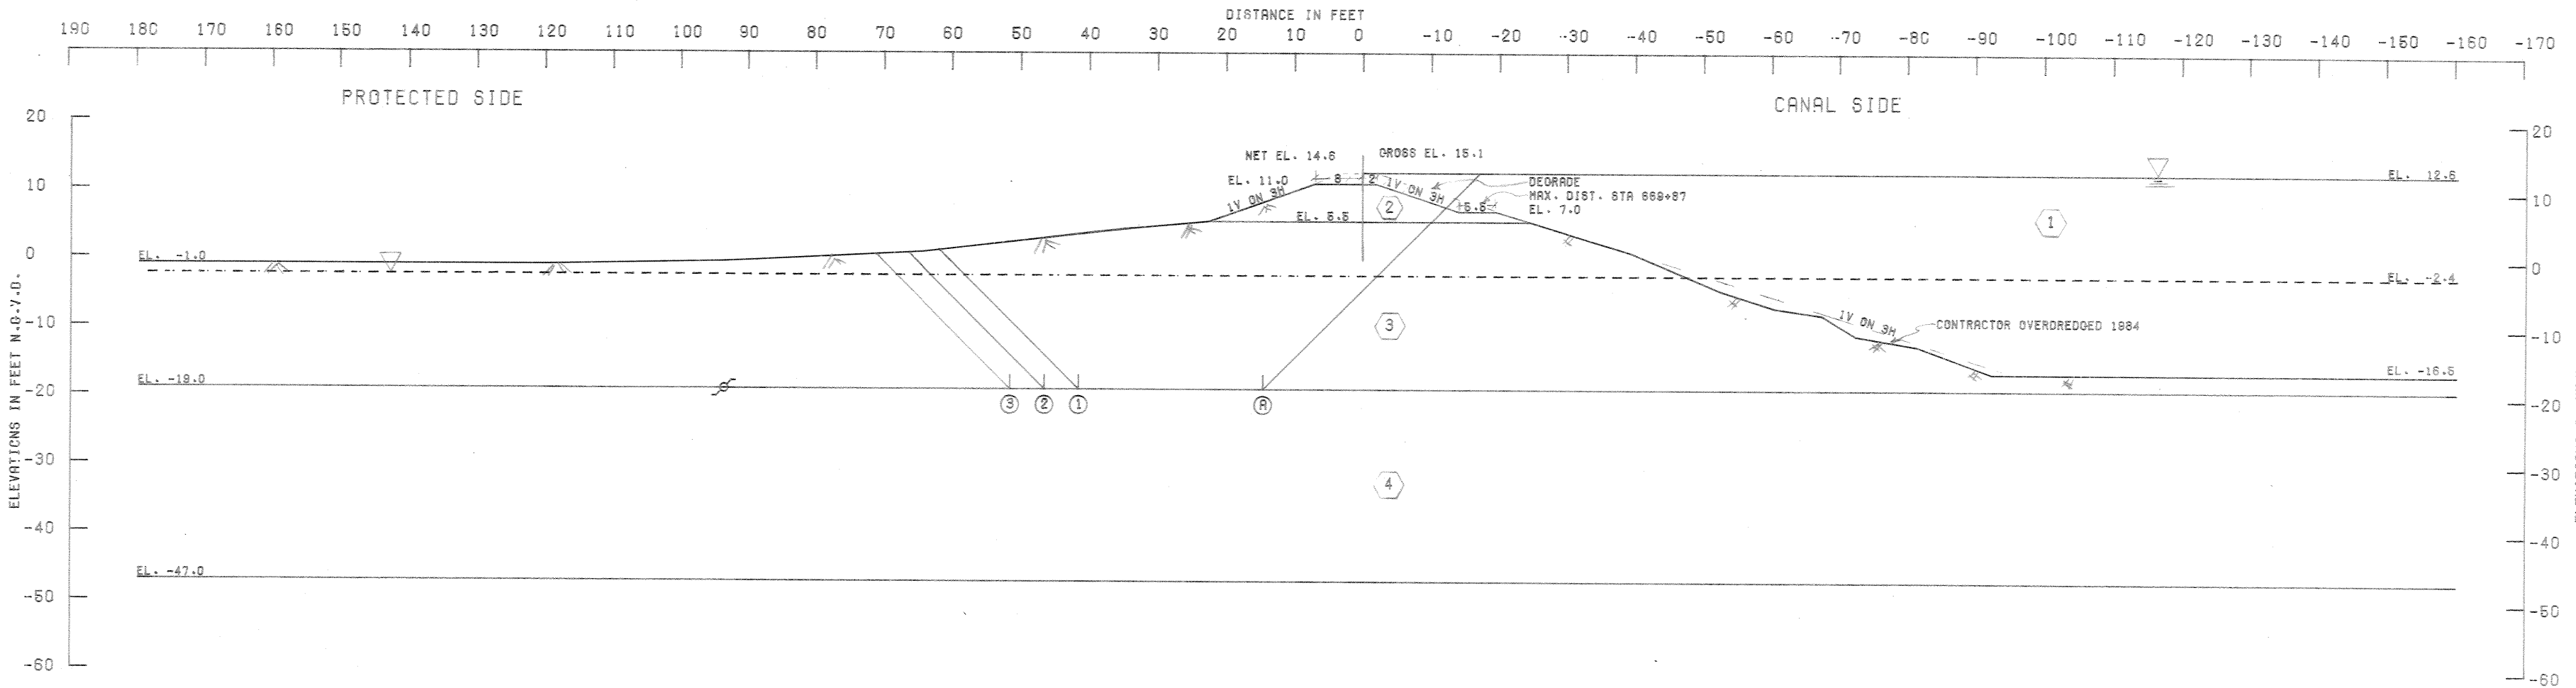 DISTANCE IN FEET
190 180 170 160 150 140 130 120 110 100 90 80 70 60 50 40 30 20 10 0 -10 -20 -30 -40 -50 -60 -70 -80 -90 -100 -110 -120 -130 -140 -150 -160 -170
PROTECTED SIDE
CANAL SIDE
20
10
0
-10
-20
-30
-40
-50
-60
ELEVATIONS IN FEET N.G.V.D.
NET EL. 14.6
GROSS EL. 15.1
EL. 11.0
8
2
1V ON 3H
1V ON 3H
DEGRADE
MAX. DIST. STA 669+87
5.5
EL. 7.0
EL. 5.5
2
EL. 12.6
1
EL. -1.0
EL. -2.4
3
1V ON 3H
CONTRACTOR OVERDREDGED 1984
EL. -16.5
EL. -19.0
3
2
1
A
4
EL. -47.0
20
10
0
-10
-20
-30
-40
-50
-60